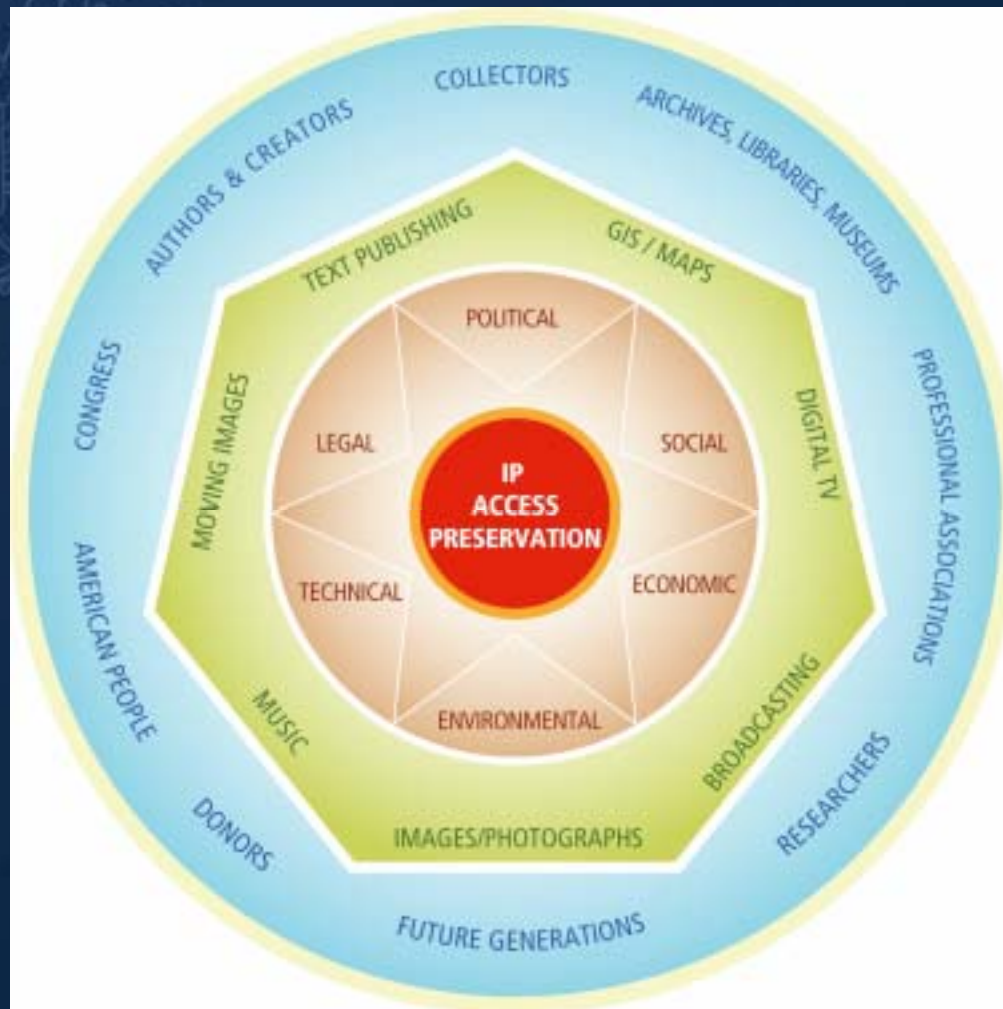 COLLECTORS
ARCHIVES, LIBRARIES, MUSEUMS
PROFESSIONAL ASSOCIATIONS
RESEARCHERS
FUTURE GENERATIONS
DONORS
AMERICAN PEOPLE
CONGRESS
AUTHORS & CREATORS
TEXT PUBLISHING
GIS / MAPS
DIGITAL TV
BROADCASTING
IMAGES/PHOTOGRAPHS
MUSIC
MOVING IMAGES
POLITICAL
SOCIAL
ECONOMIC
ENVIRONMENTAL
TECHNICAL
LEGAL
IP
ACCESS
PRESERVATION